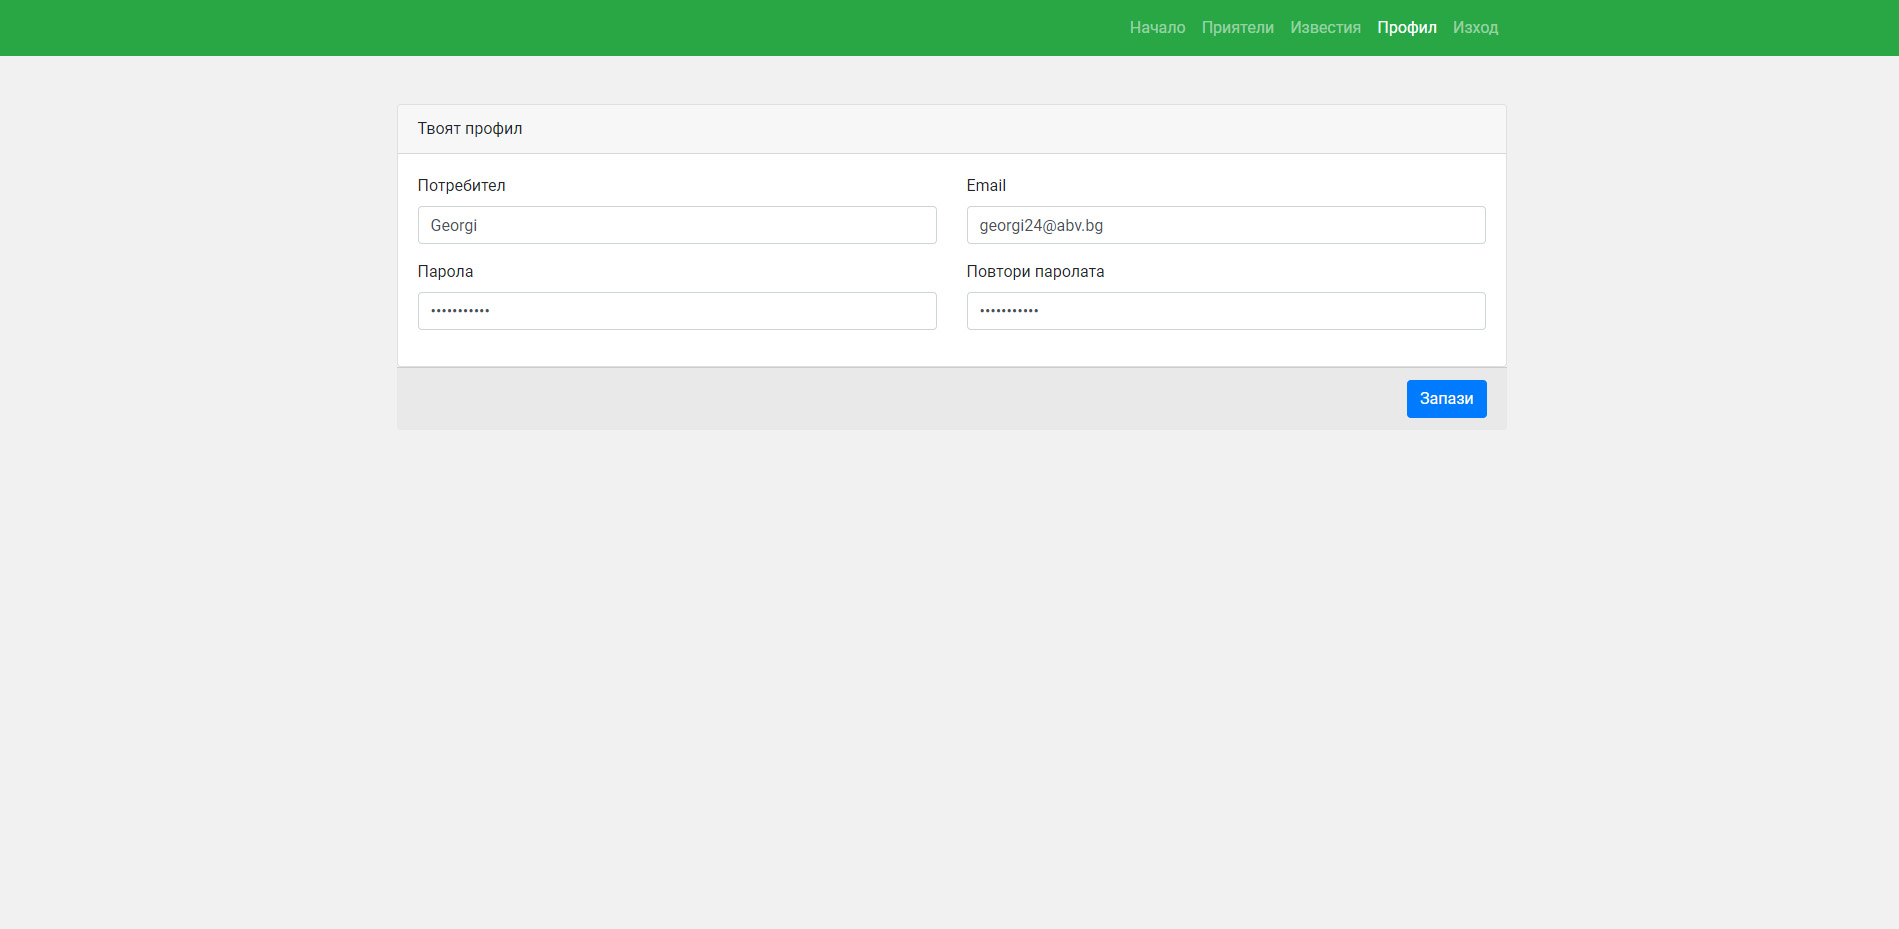 Начало Приятели Известия Профил Изход
Твоят профил
Потребител Email
Georgi georgi24@abv.bg
Парола Повтори паролата
••••••••••• •••••••••••
Запази